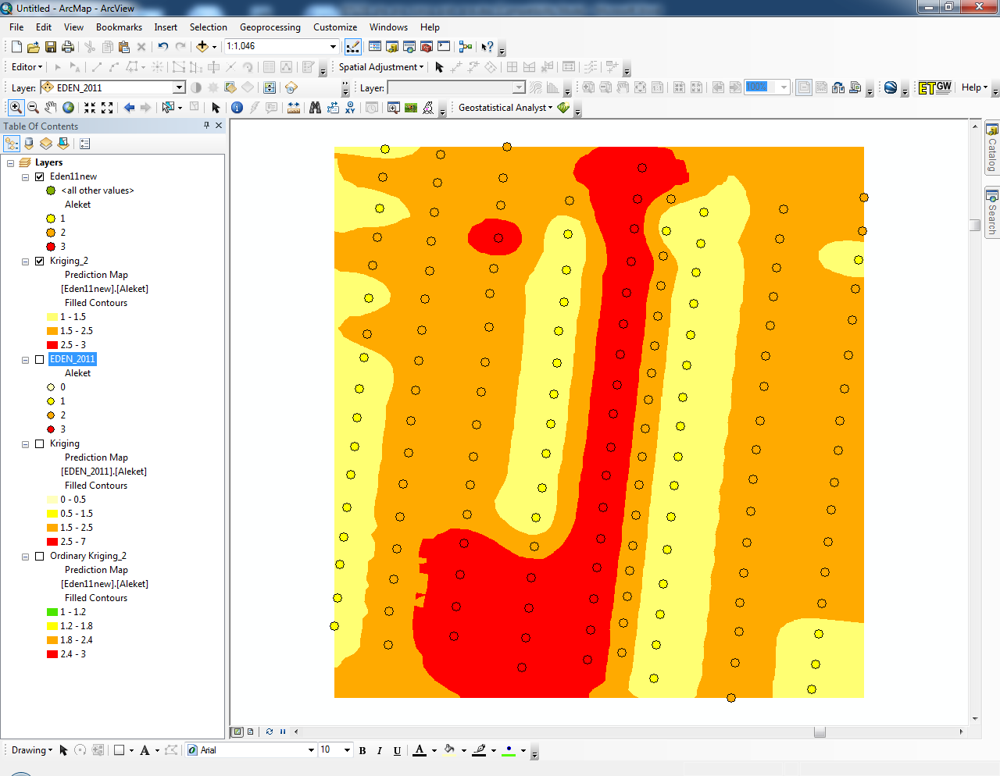 Untitled - ArcMap - ArcView
File Edit View Bookmarks Insert Selection Geoprocessing Customize Windows Help
1:1,046
Editor Spatial Adjustment
Layer: EDEN_2011 Layer: 100% ET GW Help
Geostatistical Analyst
Table Of Contents
Layers
Eden11new
<all other values>
Aleket
1
2
3
Kriging_2
Prediction Map
[Eden11new].[Aleket]
Filled Contours
1 - 1.5
1.5 - 2.5
2.5 - 3
EDEN_2011
Aleket
0
1
2
3
Kriging
Prediction Map
[EDEN_2011].[Aleket]
Filled Contours
0 - 0.5
0.5 - 1.5
1.5 - 2.5
2.5 - 7
Ordinary Kriging_2
Prediction Map
[Eden11new].[Aleket]
Filled Contours
1 - 1.2
1.2 - 1.8
1.8 - 2.4
2.4 - 3
Catalog
Search
Drawing A Arial 10 B I U A